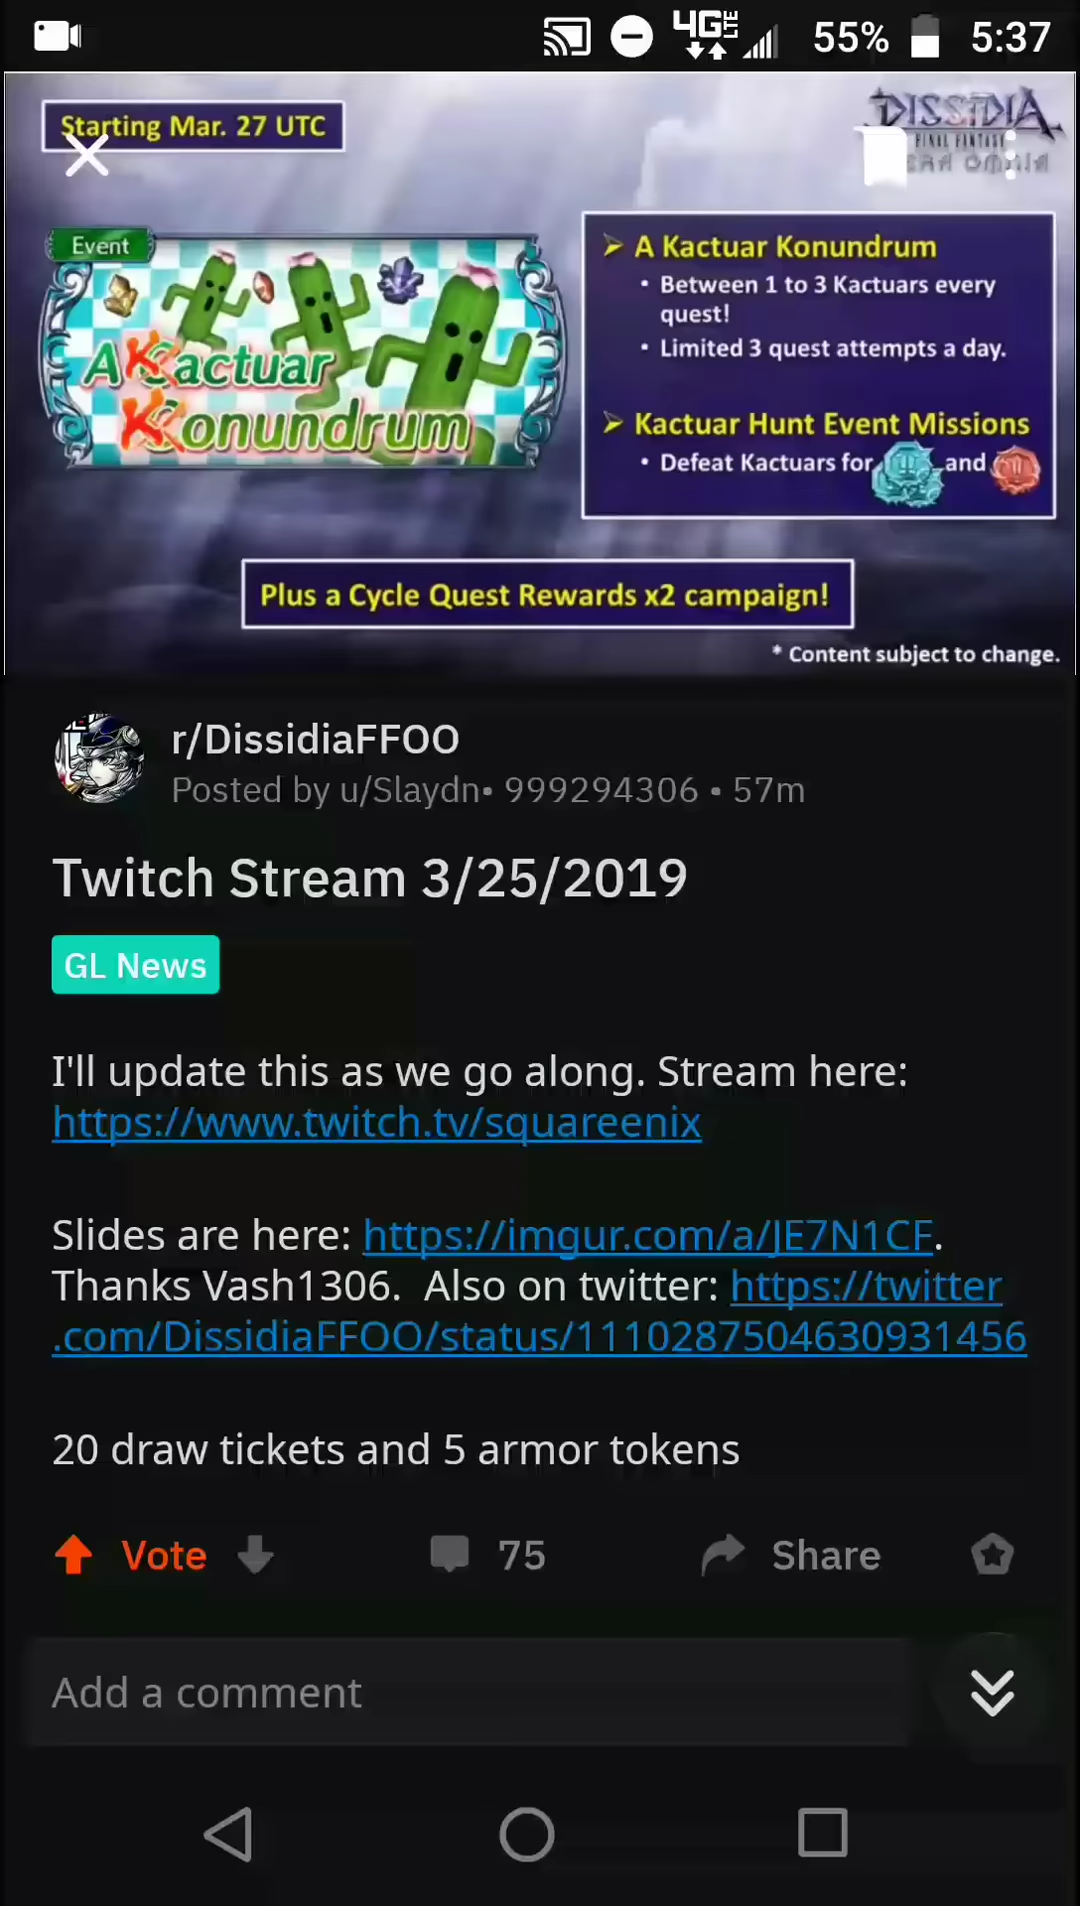 4G LTE 55% 5:37
Starting Mar. 27 UTC
DISSIDIA
FINAL FANTASY
OMNIA
Event
A Kactuar
Konundrum
A Kactuar Konundrum
• Between 1 to 3 Kactuars every
quest!
• Limited 3 quest attempts a day.
Kactuar Hunt Event Missions
• Defeat Kactuars for and
Plus a Cycle Quest Rewards x2 campaign!
* Content subject to change.
r/DissidiaFFOO
Posted by u/Slaydn• 999294306 • 57m
Twitch Stream 3/25/2019
GL News
I'll update this as we go along. Stream here:
https://www.twitch.tv/squareenix
Slides are here: https://imgur.com/a/JE7N1CF.
Thanks Vash1306. Also on twitter: https://twitter
.com/DissidiaFFOO/status/1110287504630931456
20 draw tickets and 5 armor tokens
Vote 75 Share
Add a comment